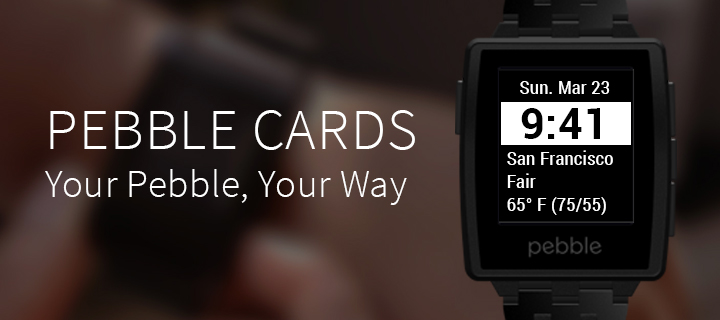 PEBBLE CARDS
Your Pebble, Your Way
Sun. Mar 23
9:41
San Francisco
Fair
65° F (75/55)
pebble